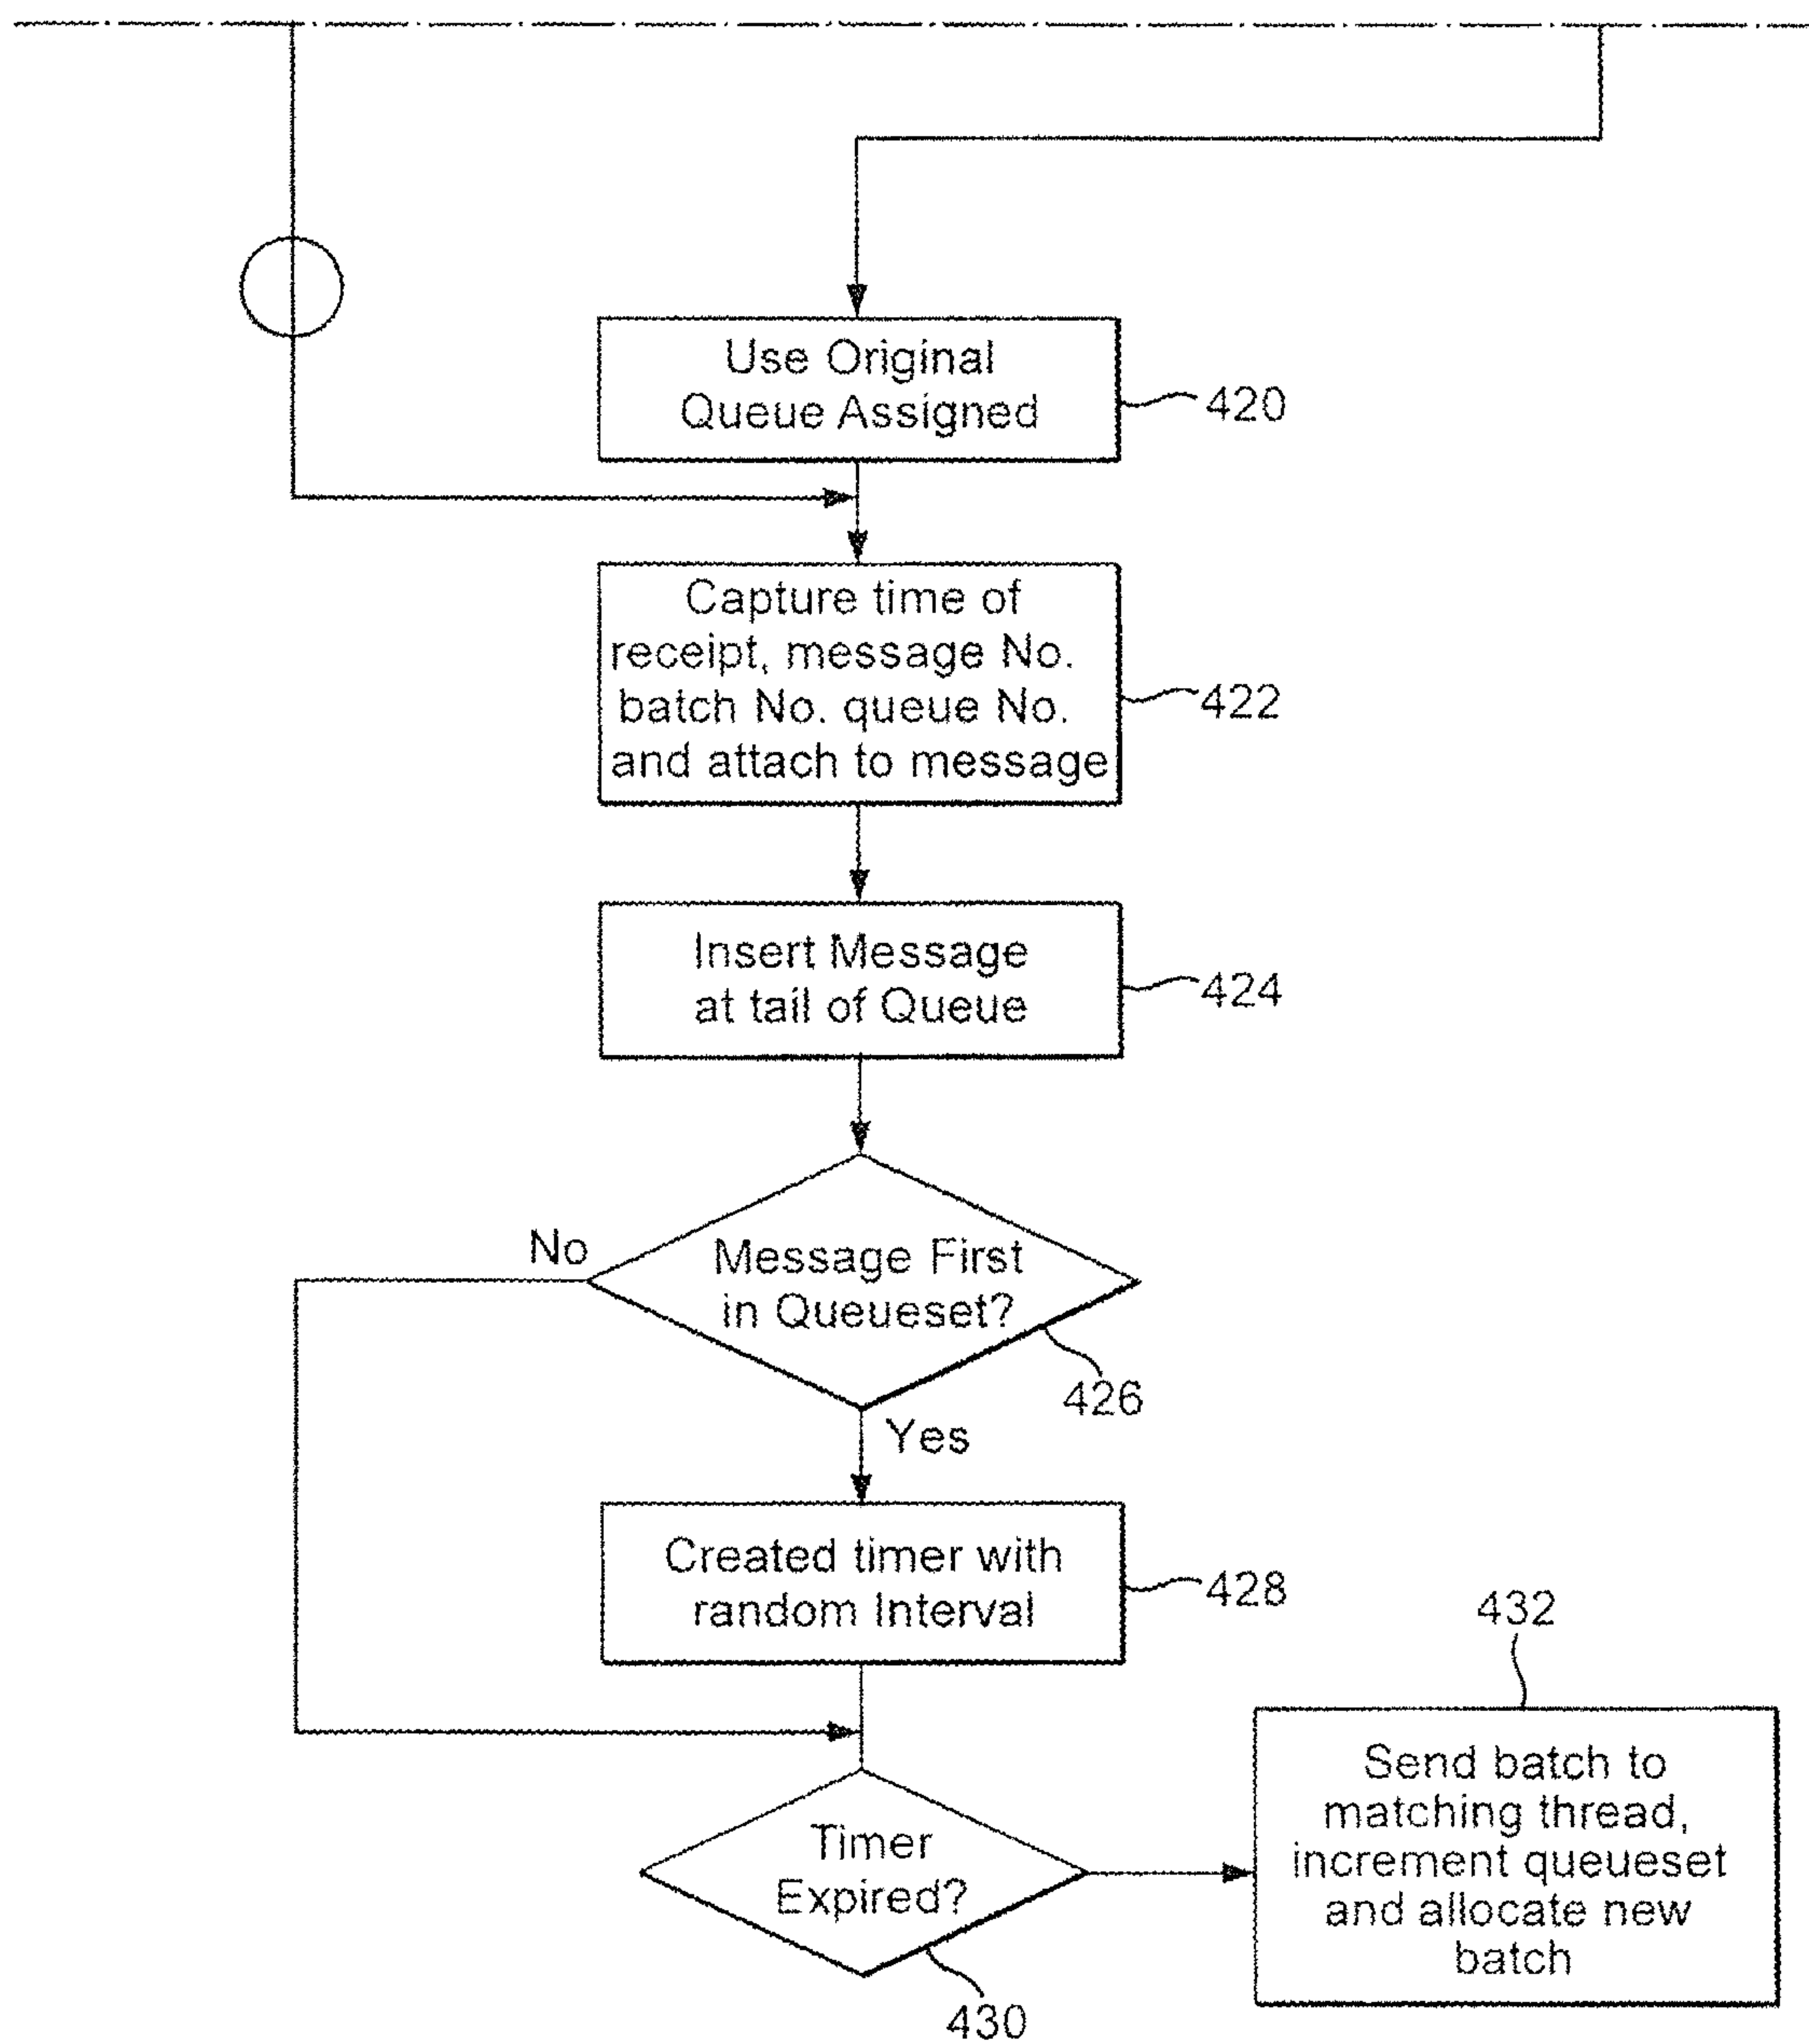 Use Original
Queue Assigned
420
Capture time of
receipt, message No.
batch No. queue No.
and attach to message
422
Insert Message
at tail of Queue
424
No
Message First
in Queueset?
426
Yes
Created timer with
random Interval
428
432
Send batch to
matching thread,
increment queueset
and allocate new
batch
Timer
Expired?
430